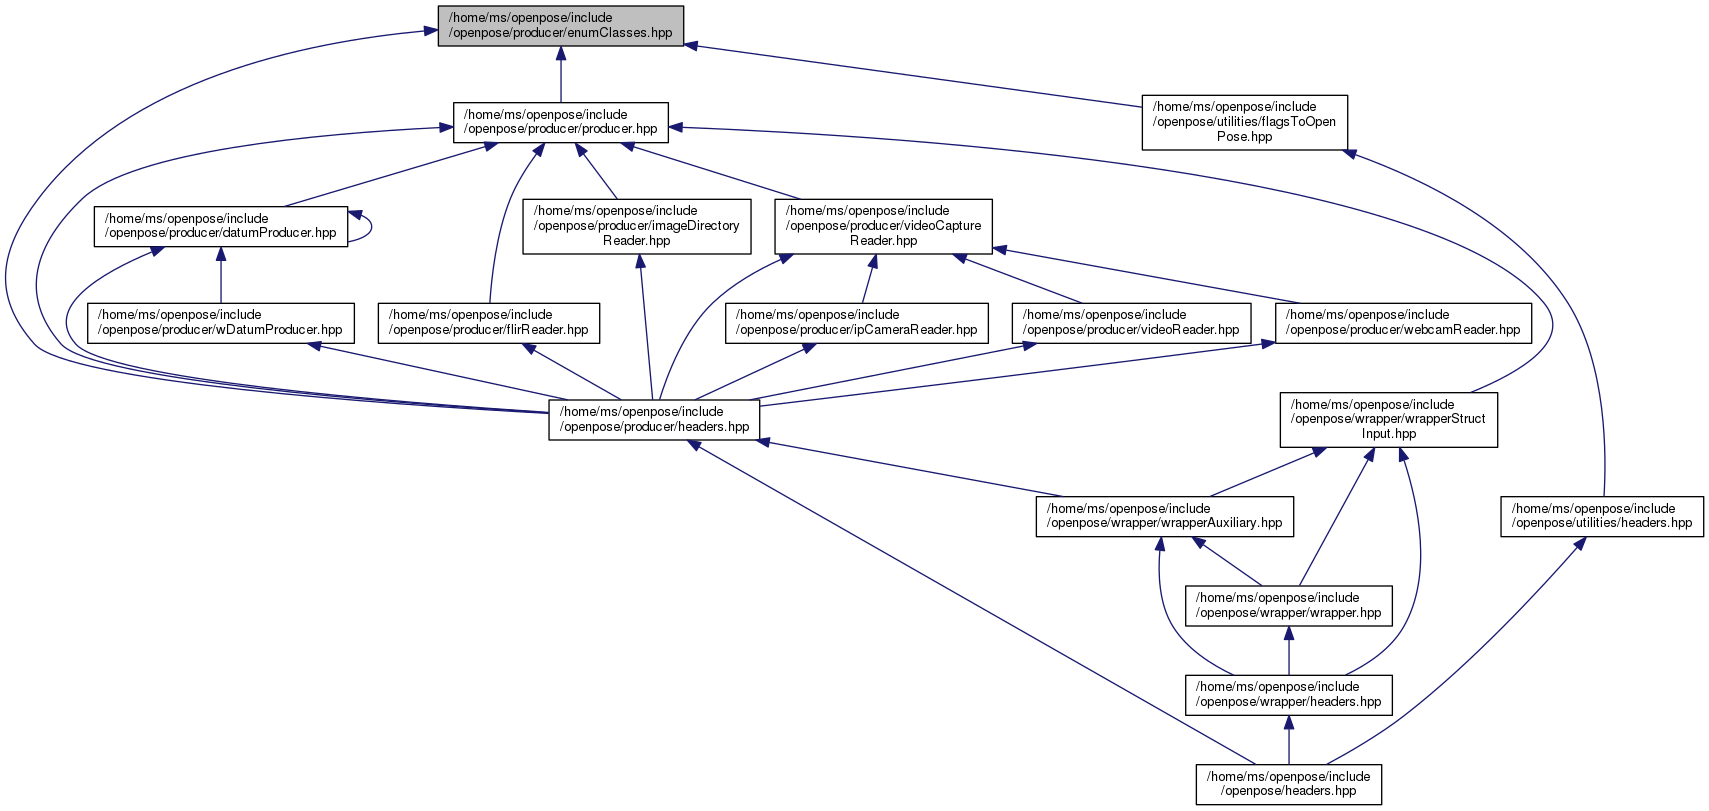 /home/ms/openpose/include
/openpose/producer/enumClasses.hpp
/home/ms/openpose/include
/openpose/producer/producer.hpp
/home/ms/openpose/include
/openpose/utilities/flagsToOpen
Pose.hpp
/home/ms/openpose/include
/openpose/producer/datumProducer.hpp
/home/ms/openpose/include
/openpose/producer/imageDirectory
Reader.hpp
/home/ms/openpose/include
/openpose/producer/videoCapture
Reader.hpp
/home/ms/openpose/include
/openpose/producer/wDatumProducer.hpp
/home/ms/openpose/include
/openpose/producer/flirReader.hpp
/home/ms/openpose/include
/openpose/producer/ipCameraReader.hpp
/home/ms/openpose/include
/openpose/producer/videoReader.hpp
/home/ms/openpose/include
/openpose/producer/webcamReader.hpp
/home/ms/openpose/include
/openpose/producer/headers.hpp
/home/ms/openpose/include
/openpose/wrapper/wrapperStruct
Input.hpp
/home/ms/openpose/include
/openpose/wrapper/wrapperAuxiliary.hpp
/home/ms/openpose/include
/openpose/utilities/headers.hpp
/home/ms/openpose/include
/openpose/wrapper/wrapper.hpp
/home/ms/openpose/include
/openpose/wrapper/headers.hpp
/home/ms/openpose/include
/openpose/headers.hpp